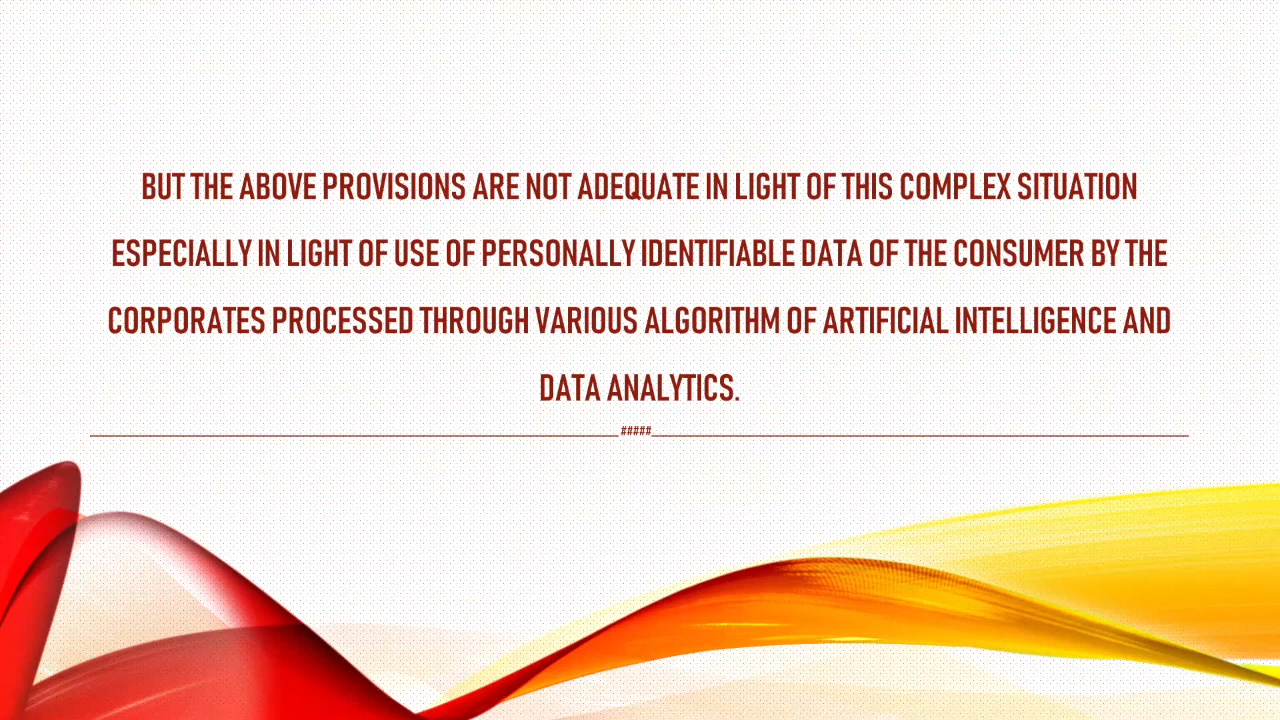 BUT THE ABOVE PROVISIONS ARE NOT ADEQUATE IN LIGHT OF THIS COMPLEX SITUATION
ESPECIALLY IN LIGHT OF USE OF PERSONALLY IDENTIFIABLE DATA OF THE CONSUMER BY THE
CORPORATES PROCESSED THROUGH VARIOUS ALGORITHM OF ARTIFICIAL INTELLIGENCE AND
DATA ANALYTICS.
#####